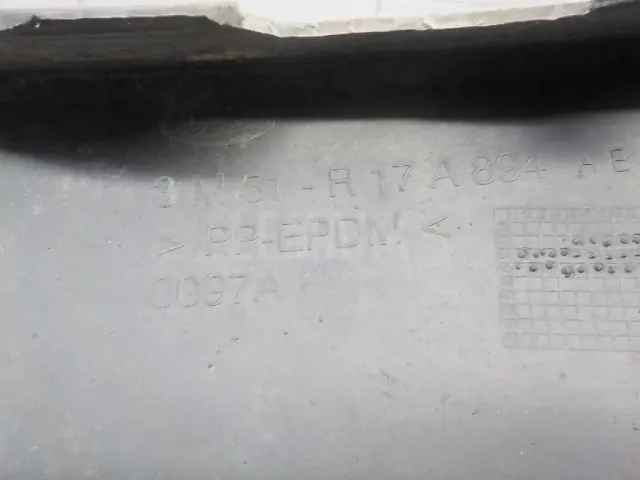 3M51-R17A894 AE
> PP-EPDM <
0097A